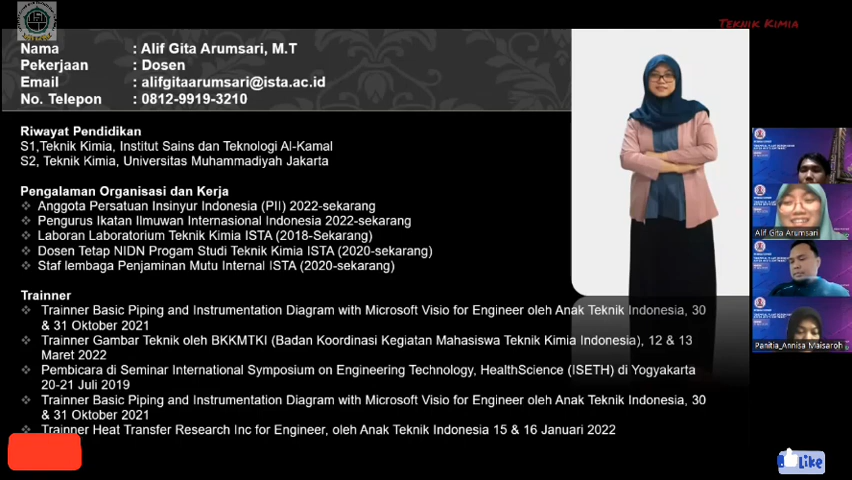 TEKNIK KIMIA
Nama : Alif Gita Arumsari, M.T
Pekerjaan : Dosen
Email : alifgitaarumsari@ista.ac.id
No. Telepon : 0812-9919-3210
Riwayat Pendidikan
S1,Teknik Kimia, Institut Sains dan Teknologi Al-Kamal
S2, Teknik Kimia, Universitas Muhammadiyah Jakarta
Pengalaman Organisasi dan Kerja
Anggota Persatuan Insinyur Indonesia (PII) 2022-sekarang
Pengurus Ikatan Ilmuwan Internasional Indonesia 2022-sekarang
Laboran Laboratorium Teknik Kimia ISTA (2018-Sekarang)
Dosen Tetap NIDN Progam Studi Teknik Kimia ISTA (2020-sekarang)
Staf lembaga Penjaminan Mutu Internal ISTA (2020-sekarang)
Trainner
Trainner Basic Piping and Instrumentation Diagram with Microsoft Visio for Engineer oleh Anak Teknik Indonesia, 30
& 31 Oktober 2021
Trainner Gambar Teknik oleh BKKMTKI (Badan Koordinasi Kegiatan Mahasiswa Teknik Kimia Indonesia), 12 & 13
Maret 2022
Pembicara di Seminar International Symposium on Engineering Technology, HealthScience (ISETH) di Yogyakarta
20-21 Juli 2019
Trainner Basic Piping and Instrumentation Diagram with Microsoft Visio for Engineer oleh Anak Teknik Indonesia, 30
& 31 Oktober 2021
Trainner Heat Transfer Research Inc for Engineer, oleh Anak Teknik Indonesia 15 & 16 Januari 2022
Alif Gita Arumsari
Panitia_Annisa Maisaroh
Like